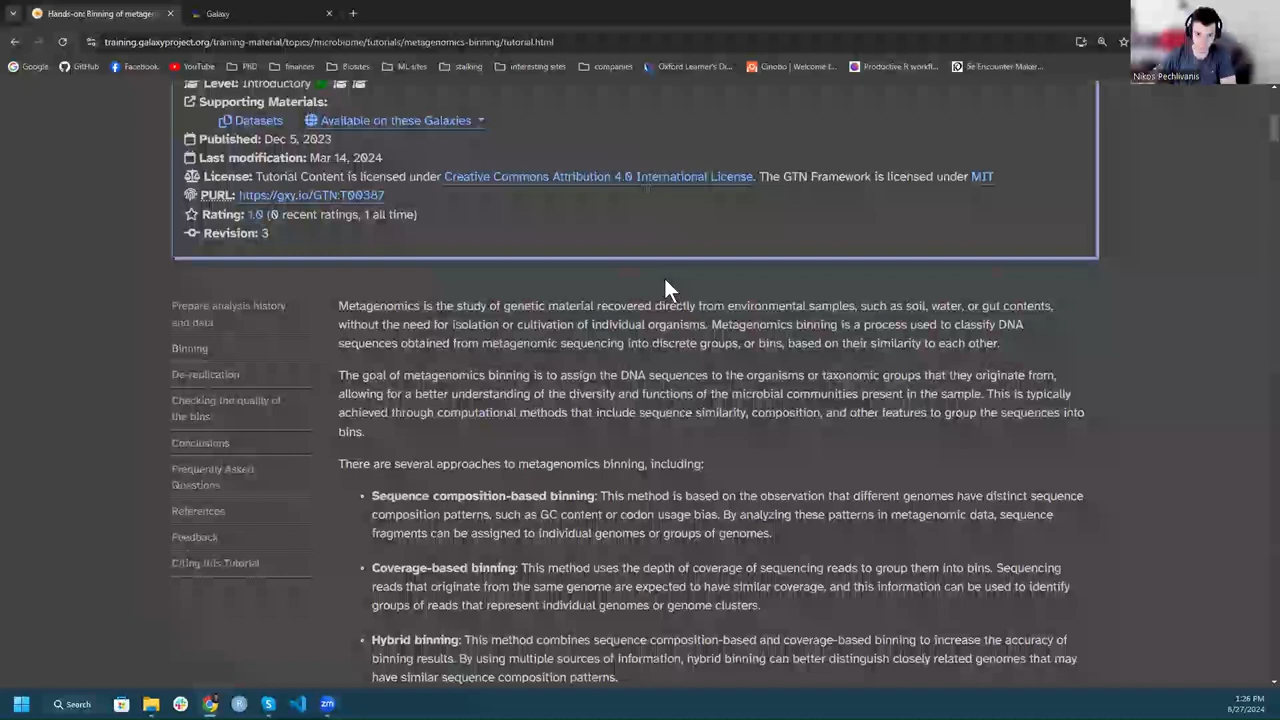 Hands-on: Binning of metagen
Galaxy
training.galaxyproject.org/training-material/topics/microbiome/tutorials/metagenomics-binning/tutorial.html
Google
GitHub
Facebook
YouTube
PhD
finances
Biotates
ML sites
stalking
interesting sites
companies
Oxford Learner's Di...
Ginobo | Welcome t...
Productive R workfl...
5e Encounter Maker...
Nikos Pechlivanis
Level: Introductory
Supporting Materials:
Datasets
Available on these Galaxies
Published: Dec 5, 2023
Last modification: Mar 14, 2024
License: Tutorial Content is licensed under Creative Commons Attribution 4.0 International License. The GTN Framework is licensed under MIT
PURL: https://gxy.io/GTN:T00387
Rating: 1.0 (0 recent ratings, 1 all time)
Revision: 3
Prepare analysis history
and data
Binning
De-replication
Checking the quality of
the bins
Conclusions
Frequently Asked
Questions
References
Feedback
Citing this Tutorial
Metagenomics is the study of genetic material recovered directly from environmental samples, such as soil, water, or gut contents,
without the need for isolation or cultivation of individual organisms. Metagenomics binning is a process used to classify DNA
sequences obtained from metagenomic sequencing into discrete groups, or bins, based on their similarity to each other.
The goal of metagenomics binning is to assign the DNA sequences to the organisms or taxonomic groups that they originate from,
allowing for a better understanding of the diversity and functions of the microbial communities present in the sample. This is typically
achieved through computational methods that include sequence similarity, composition, and other features to group the sequences into
bins.
There are several approaches to metagenomics binning, including:
• Sequence composition-based binning: This method is based on the observation that different genomes have distinct sequence
composition patterns, such as GC content or codon usage bias. By analyzing these patterns in metagenomic data, sequence
fragments can be assigned to individual genomes or groups of genomes.
• Coverage-based binning: This method uses the depth of coverage of sequencing reads to group them into bins. Sequencing
reads that originate from the same genome are expected to have similar coverage, and this information can be used to identify
groups of reads that represent individual genomes or genome clusters.
• Hybrid binning: This method combines sequence composition-based and coverage-based binning to increase the accuracy of
binning results. By using multiple sources of information, hybrid binning can better distinguish closely related genomes that may
have similar sequence composition patterns.
Search
1:26 PM
8/27/2024